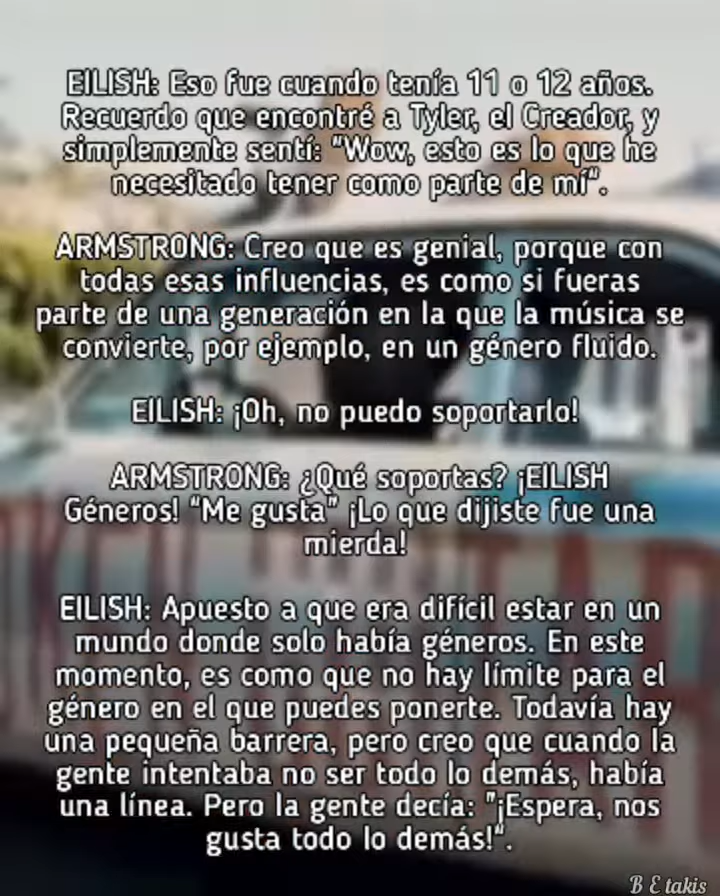 EILISH: Eso fue cuando tenía 11 o 12 años.
Recuerdo que encontré a Tyler, el Creador, y
simplemente sentí: "Wow, esto es lo que he
necesitado tener como parte de mí".
ARMSTRONG: Creo que es genial, porque con
todas esas influencias, es como si fueras
parte de una generación en la que la música se
convierte, por ejemplo, en un género fluido.
EILISH: ¡Oh, no puedo soportarlo!
ARMSTRONG: ¿Qué soportas? ¡EILISH
Géneros! "Me gusta" ¡Lo que dijiste fue una
mierda!
EILISH: Apuesto a que era difícil estar en un
mundo donde solo había géneros. En este
momento, es como que no hay límite para el
género en el que puedes ponerte. Todavía hay
una pequeña barrera, pero creo que cuando la
gente intentaba no ser todo lo demás, había
una línea. Pero la gente decía: "¡Espera, nos
gusta todo lo demás!".
B E takis